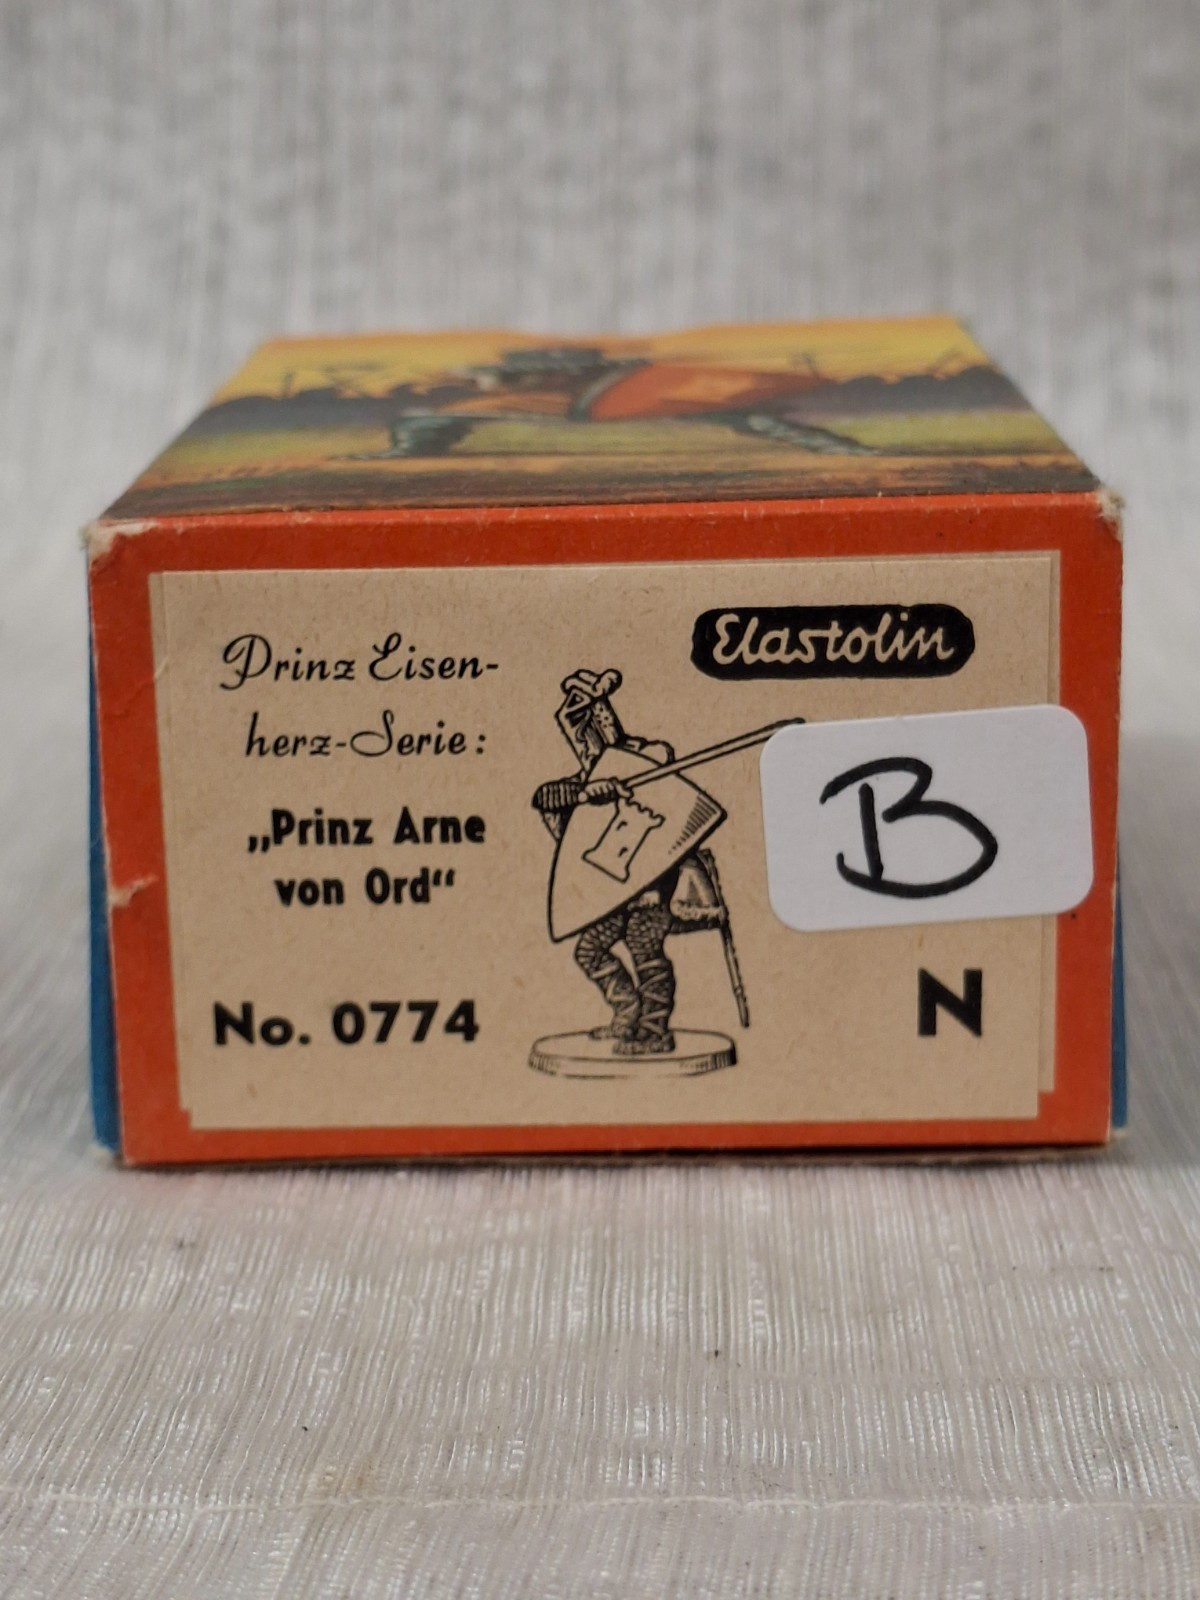 Elastolin
Prinz Eisen-
herz-Serie:
„Prinz Arne
von Ord“
B
No. 0774
N